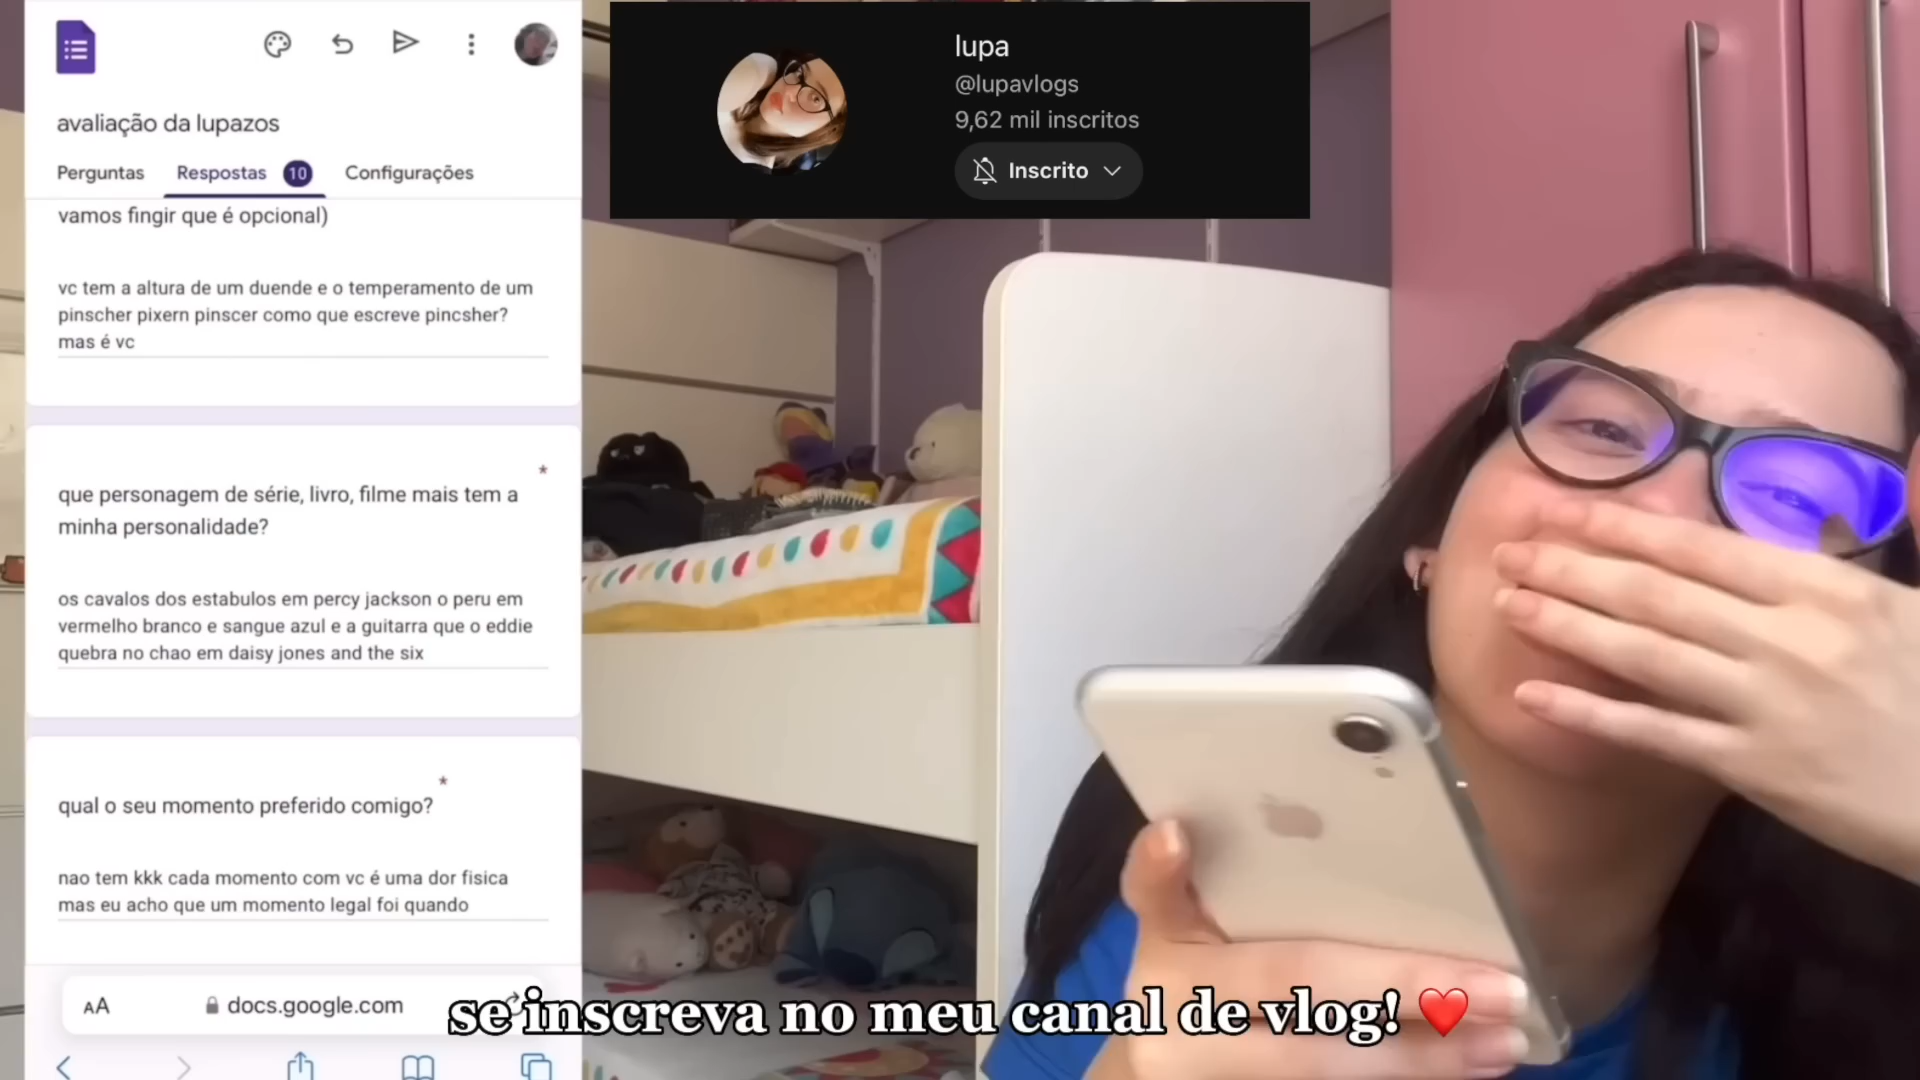 avaliação da lupazos
Perguntas Respostas 10 Configurações
vamos fingir que é opcional)
vc tem a altura de um duende e o temperamento de um
pinscher pixern pinscer como que escreve pincsher?
mas é vc
*
que personagem de série, livro, filme mais tem a
minha personalidade?
os cavalos dos estabulos em percy jackson o peru em
vermelho branco e sangue azul e a guitarra que o eddie
quebra no chao em daisy jones and the six
*
qual o seu momento preferido comigo?
nao tem kkk cada momento com vc é uma dor fisica
mas eu acho que um momento legal foi quando
AA docs.google.com
lupa
@lupavlogs
9,62 mil inscritos
Inscrito
se inscreva no meu canal de vlog! ❤️